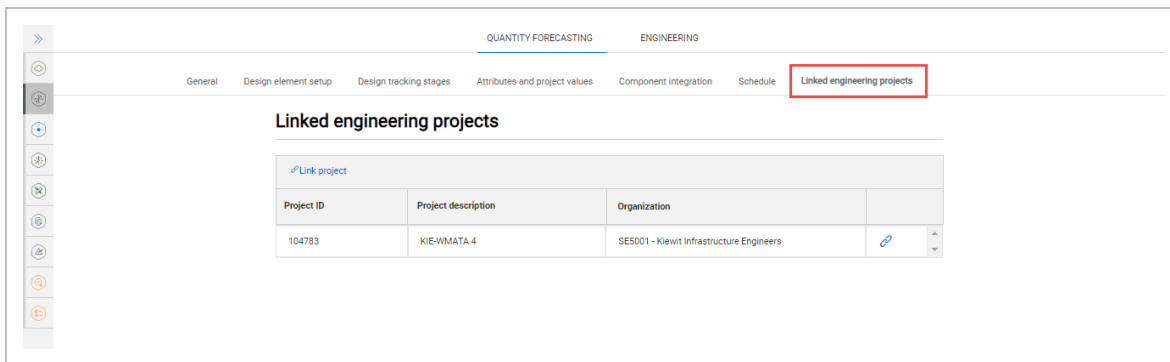 QUANTITY FORECASTING ENGINEERING
General Design element setup Design tracking stages Attributes and project values Component integration Schedule Linked engineering projects
Linked engineering projects
Link project
Project ID Project description Organization
104783 KIE-WMATA 4 SE5001 - Kiewit Infrastructure Engineers